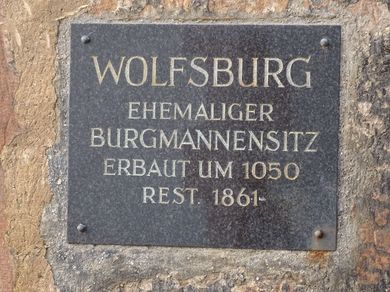 WOLFSBURG
EHEMALIGER
BURGMANNENSITZ
ERBAUT UM 1050
REST. 1861-